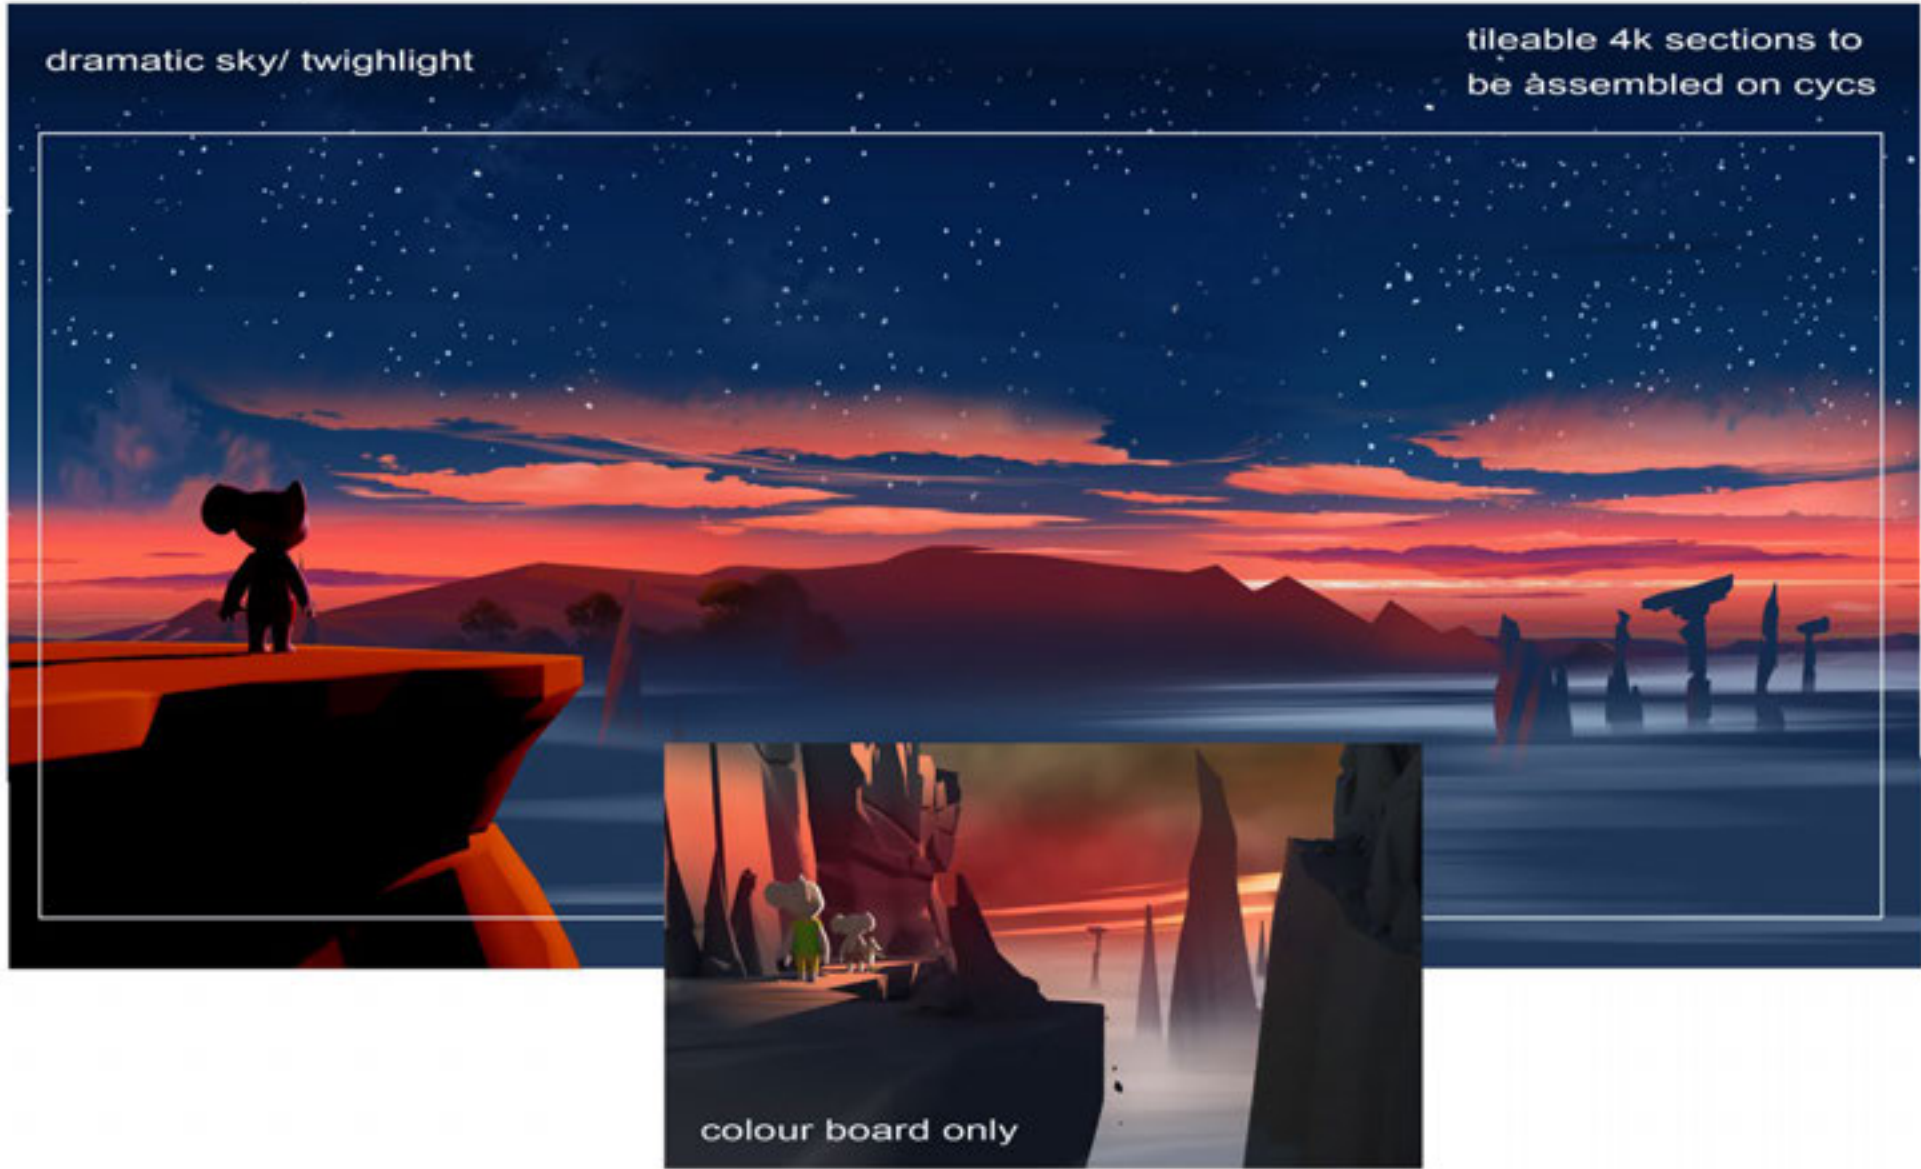 dramatic sky/ twighlight
tileable 4k sections to
be assembled on cycs
colour board only